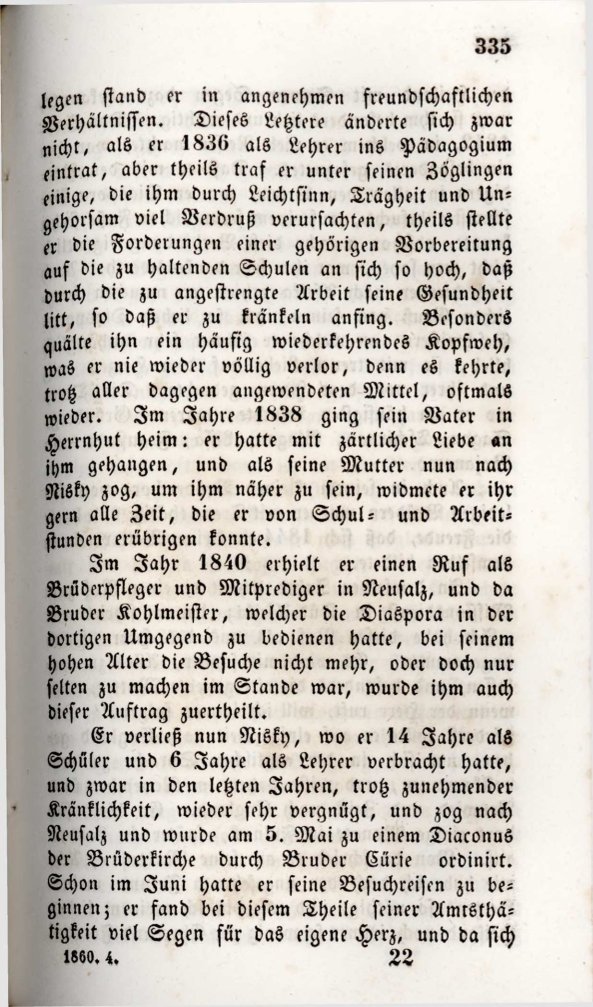 335
legen stand er in angenehmen freundschaftlichen
Verhältnissen. Dieses Letztere änderte sich zwar
nicht, als er 1836 als Lehrer ins Pädagogium
eintrat, aber theils traf er unter seinen Zöglingen
einige, die ihm durch Leichtsinn, Trägheit und Un-
gehorsam viel Verdruß verursachten, theils stellte
er die Forderungen einer gehörigen Vorbereitung
auf die zu haltenden Schulen an sich so hoch, daß
durch die zu angestrengte Arbeit seine Gesundheit
litt, so daß er zu kränkeln anfing. Besonders
quälte ihn ein häufig wiederkehrendes Kopfweh,
was er nie wieder völlig verlor, denn es kehrte,
trotz aller dagegen angewendeten Mittel, oftmals
wieder. Im Jahre 1838 ging sein Vater in
Herrnhut heim: er hatte mit zärtlicher Liebe an
ihm gehangen, und als seine Mutter nun nach
Nisky zog, um ihm näher zu sein, widmete er ihr
gern alle Zeit, die er von Schul- und Arbeit-
stunden erübrigen konnte.
Im Jahr 1840 erhielt er einen Ruf als
Brüderpfleger und Mitprediger in Neusalz, und da
Bruder Kohlmeister, welcher die Diaspora in der
dortigen Umgegend zu bedienen hatte, bei seinem
hohen Alter die Besuche nicht mehr, oder doch nur
selten zu machen im Stande war, wurde ihm auch
dieser Auftrag zuertheilt.
Er verließ nun Nisky, wo er 14 Jahre als
Schüler und 6 Jahre als Lehrer verbracht hatte,
und zwar in den letzten Jahren, trotz zunehmender
Kränklichkeit, wieder sehr vergnügt, und zog nach
Neusalz und wurde am 5. Mai zu einem Diaconus
der Brüderkirche durch Bruder Cürie ordinirt.
Schon im Juni hatte er seine Besuchreisen zu be-
ginnen; er fand bei diesem Theile seiner Amtsthä-
tigkeit viel Segen für das eigene Herz, und da sich
1860. 4. 22